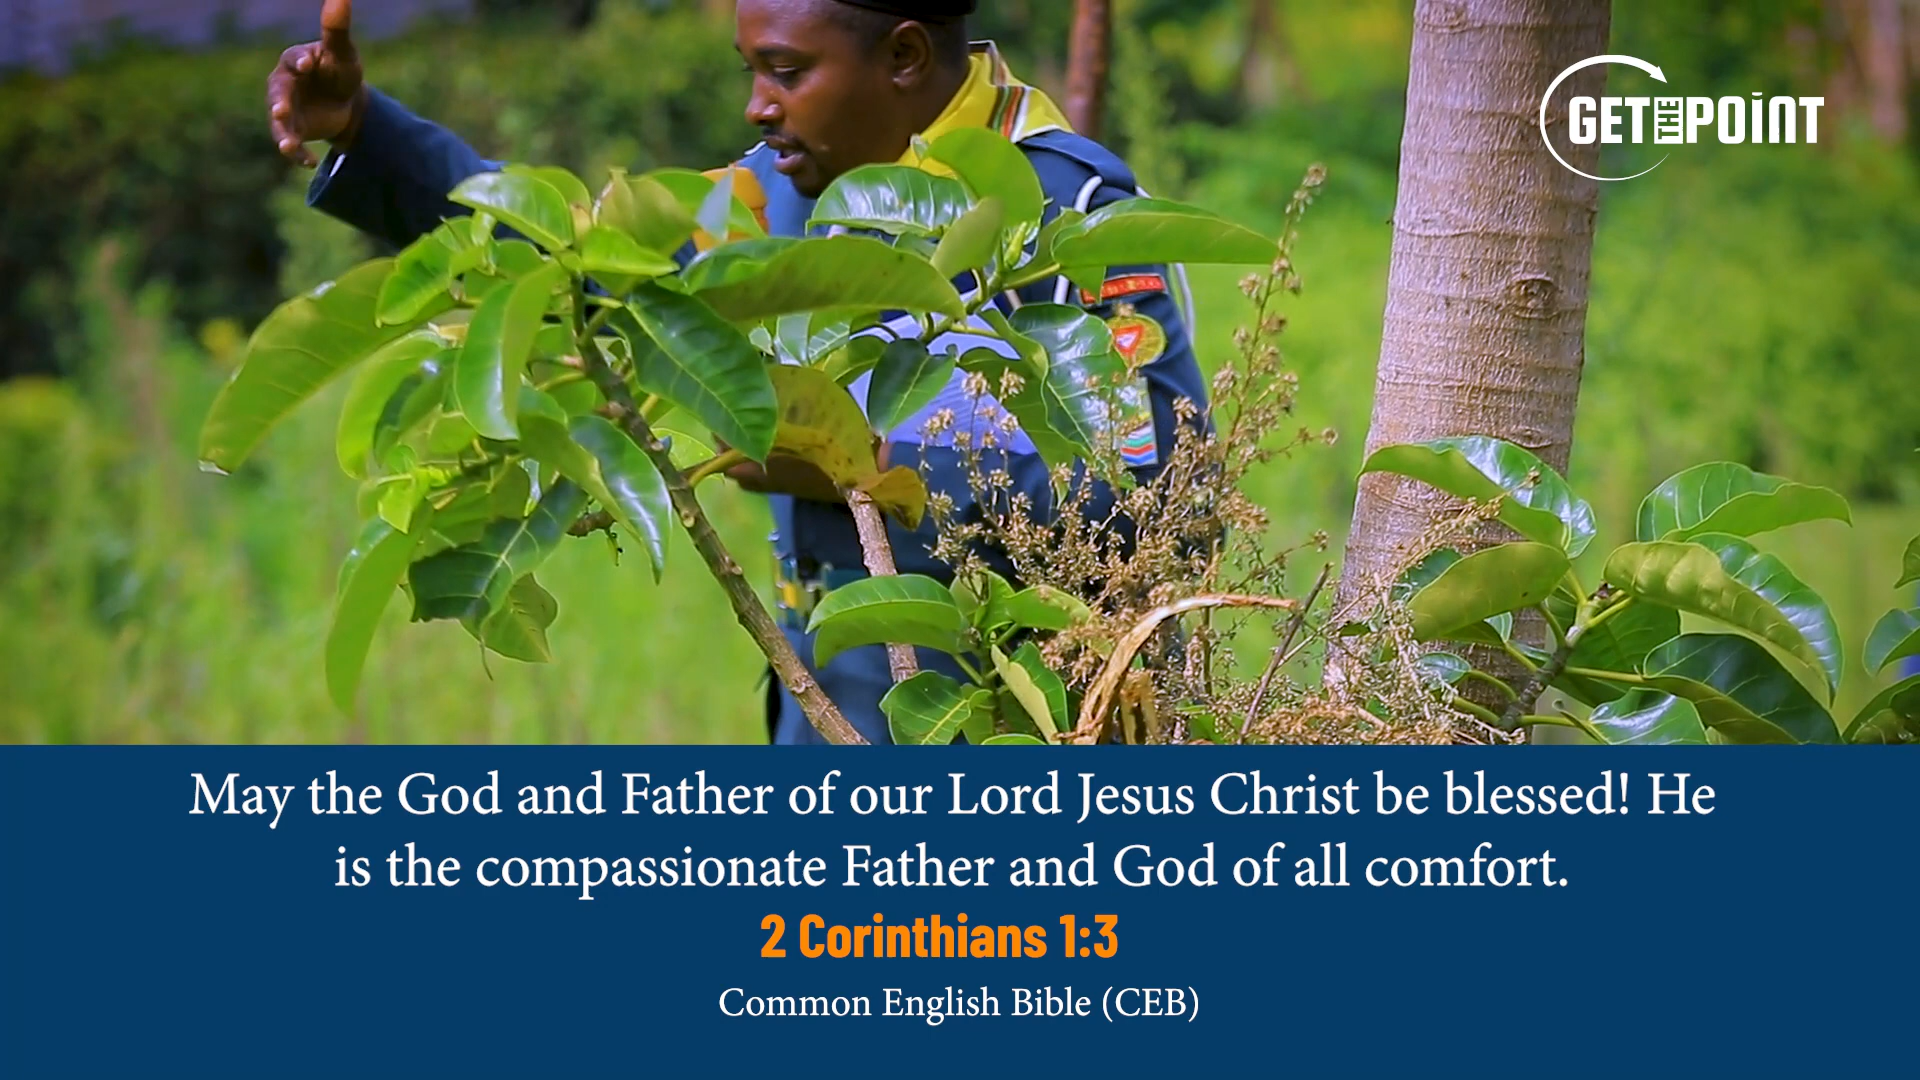 GET THE POINT
May the God and Father of our Lord Jesus Christ be blessed! He
is the compassionate Father and God of all comfort.
2 Corinthians 1:3
Common English Bible (CEB)